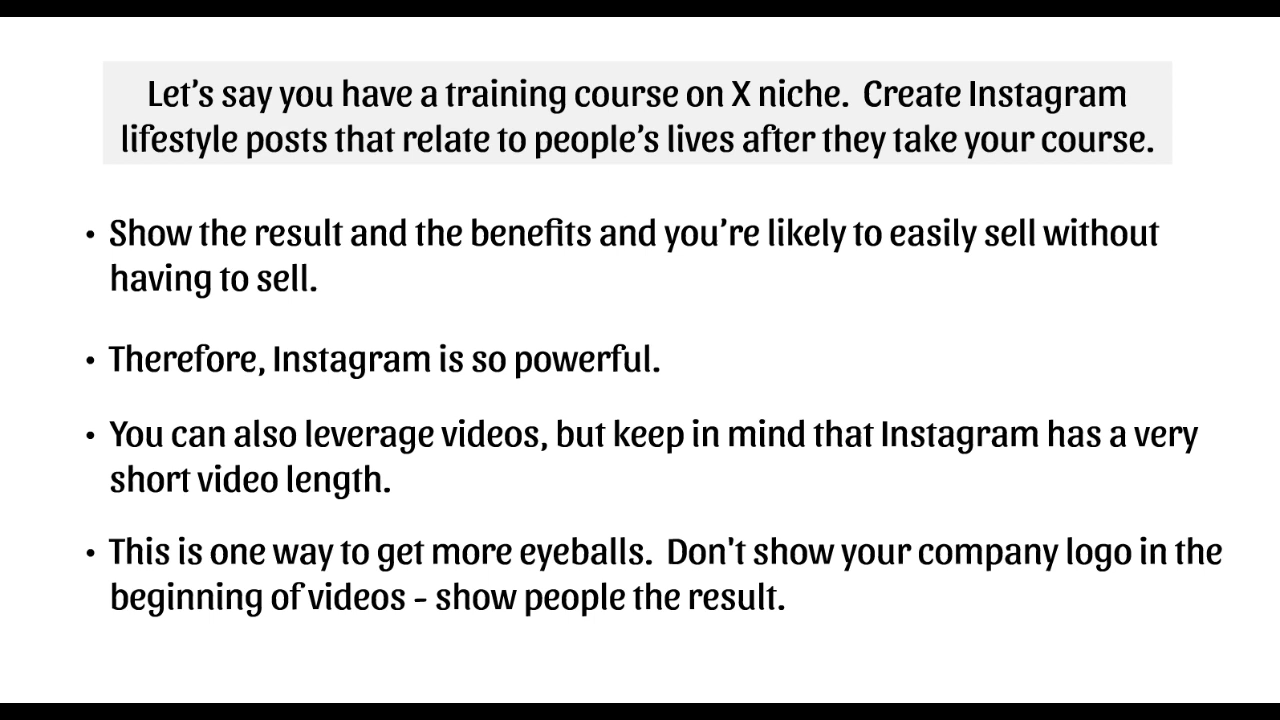 Let’s say you have a training course on X niche.  Create Instagram
lifestyle posts that relate to people’s lives after they take your course.
• Show the result and the benefits and you’re likely to easily sell without
having to sell.
• Therefore, Instagram is so powerful.
• You can also leverage videos, but keep in mind that Instagram has a very
short video length.
• This is one way to get more eyeballs.  Don't show your company logo in the
beginning of videos – show people the result.